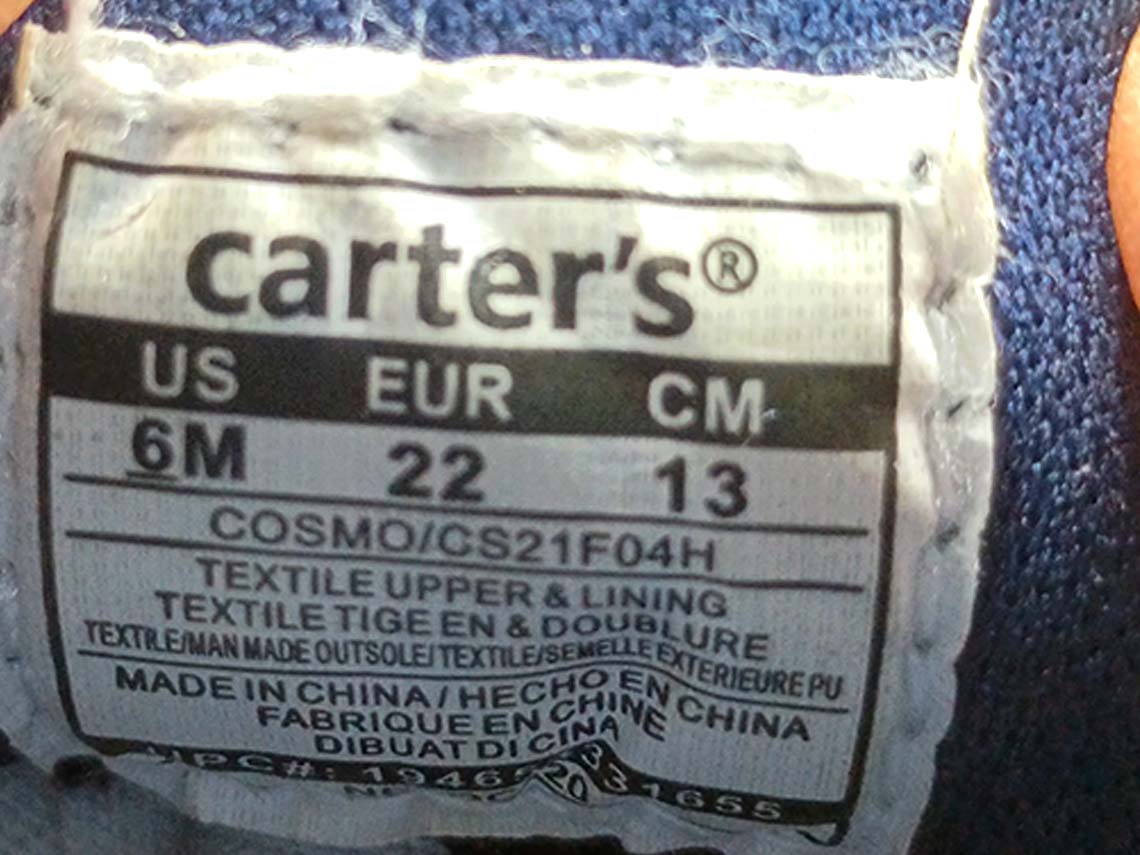 carter's®
US EUR CM
6M 22 13
COSMO/CS21F04H
TEXTILE UPPER & LINING
TEXTILE TIGE EN & DOUBLURE
TEXTILE/MAN MADE OUTSOLE/TEXTILE/SEMELLE EXTERIEURE PU
MADE IN CHINA / HECHO EN CHINA
FABRIQUE EN CHINE
DIBUAT DI CINA
UPC#: